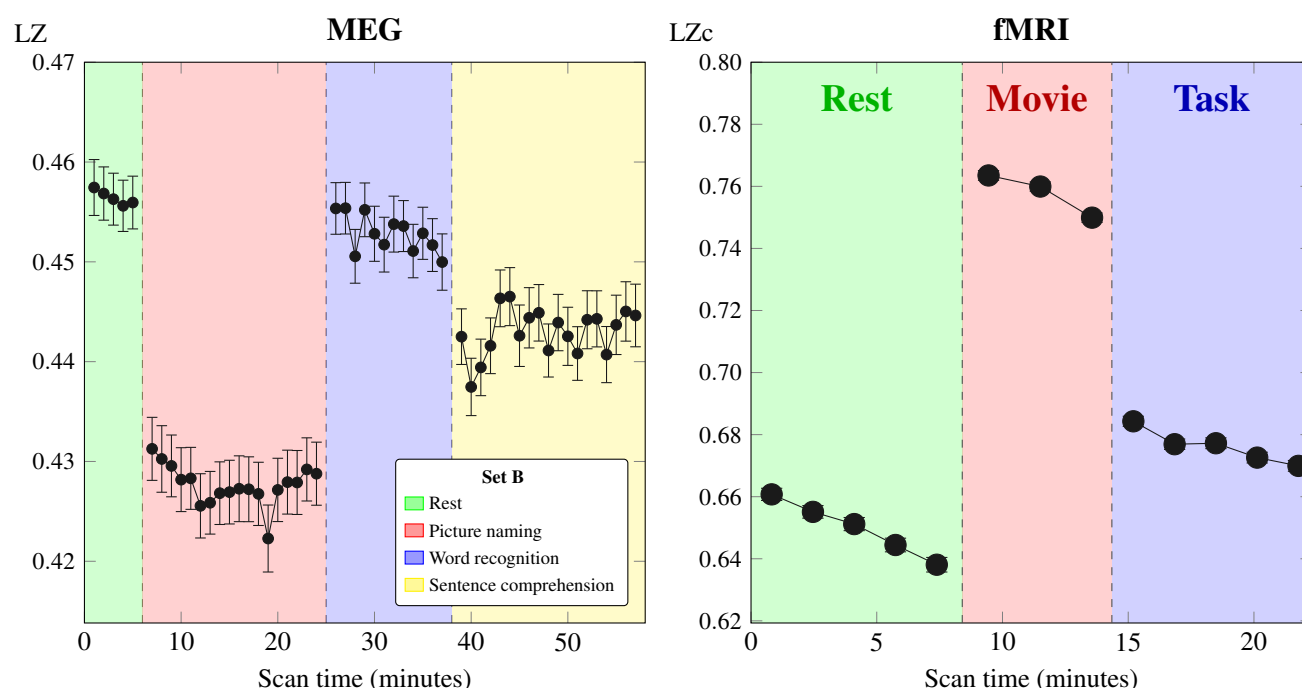 LZ
MEG
0.47
0.46
0.45
0.44
0.43
0.42
0 10 20 30 40 50
Scan time (minutes)
Set B
Rest
Picture naming
Word recognition
Sentence comprehension
LZc
fMRI
Rest Movie Task
0.80
0.78
0.76
0.74
0.72
0.70
0.68
0.66
0.64
0.62
0 5 10 15 20
Scan time (minutes)